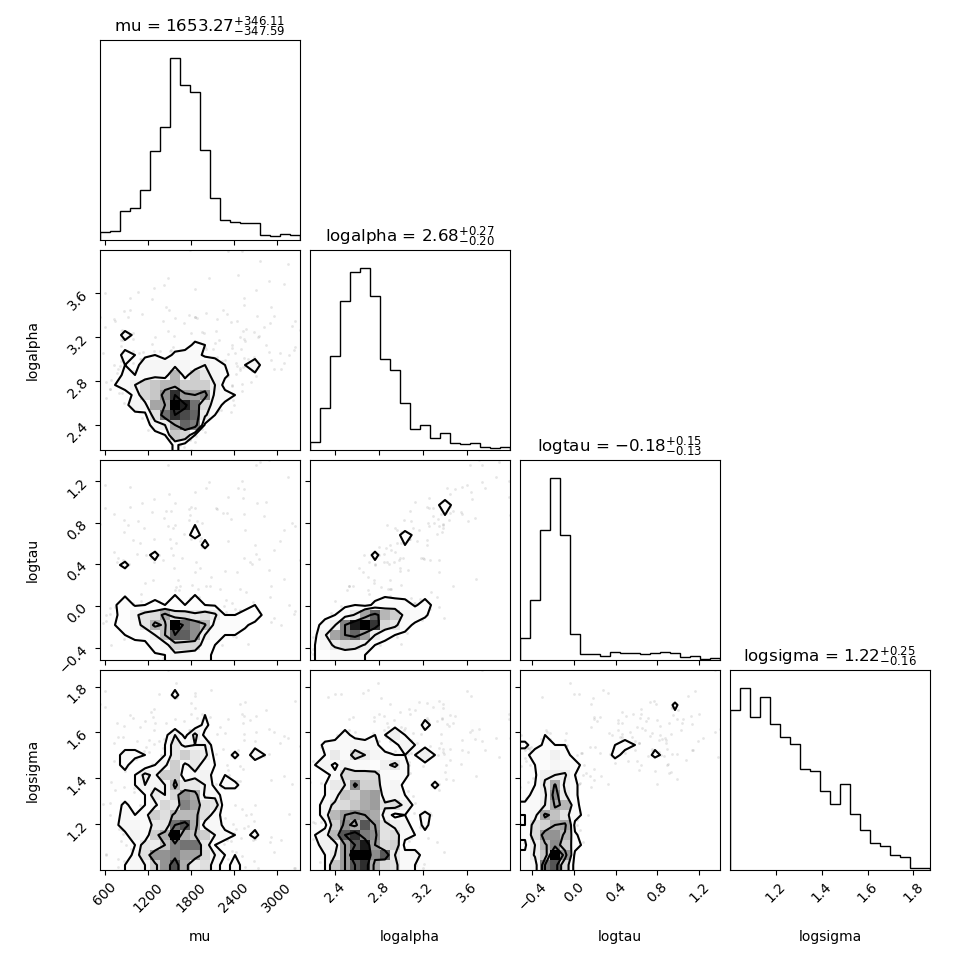 mu = 1653.27+346.11−347.59
logalpha = 2.68+0.27−0.20
logalpha
3.6
3.2
2.8
2.4
logtau = −0.18+0.15−0.13
logtau
1.2
0.8
0.4
0.0
−0.4
logsigma = 1.22+0.25−0.16
logsigma
1.8
1.6
1.4
1.2
600 1200 1800 2400 3000
2.4 2.8 3.2 3.6
−0.4 0.0 0.4 0.8 1.2
1.2 1.4 1.6 1.8
mu logalpha logtau logsigma